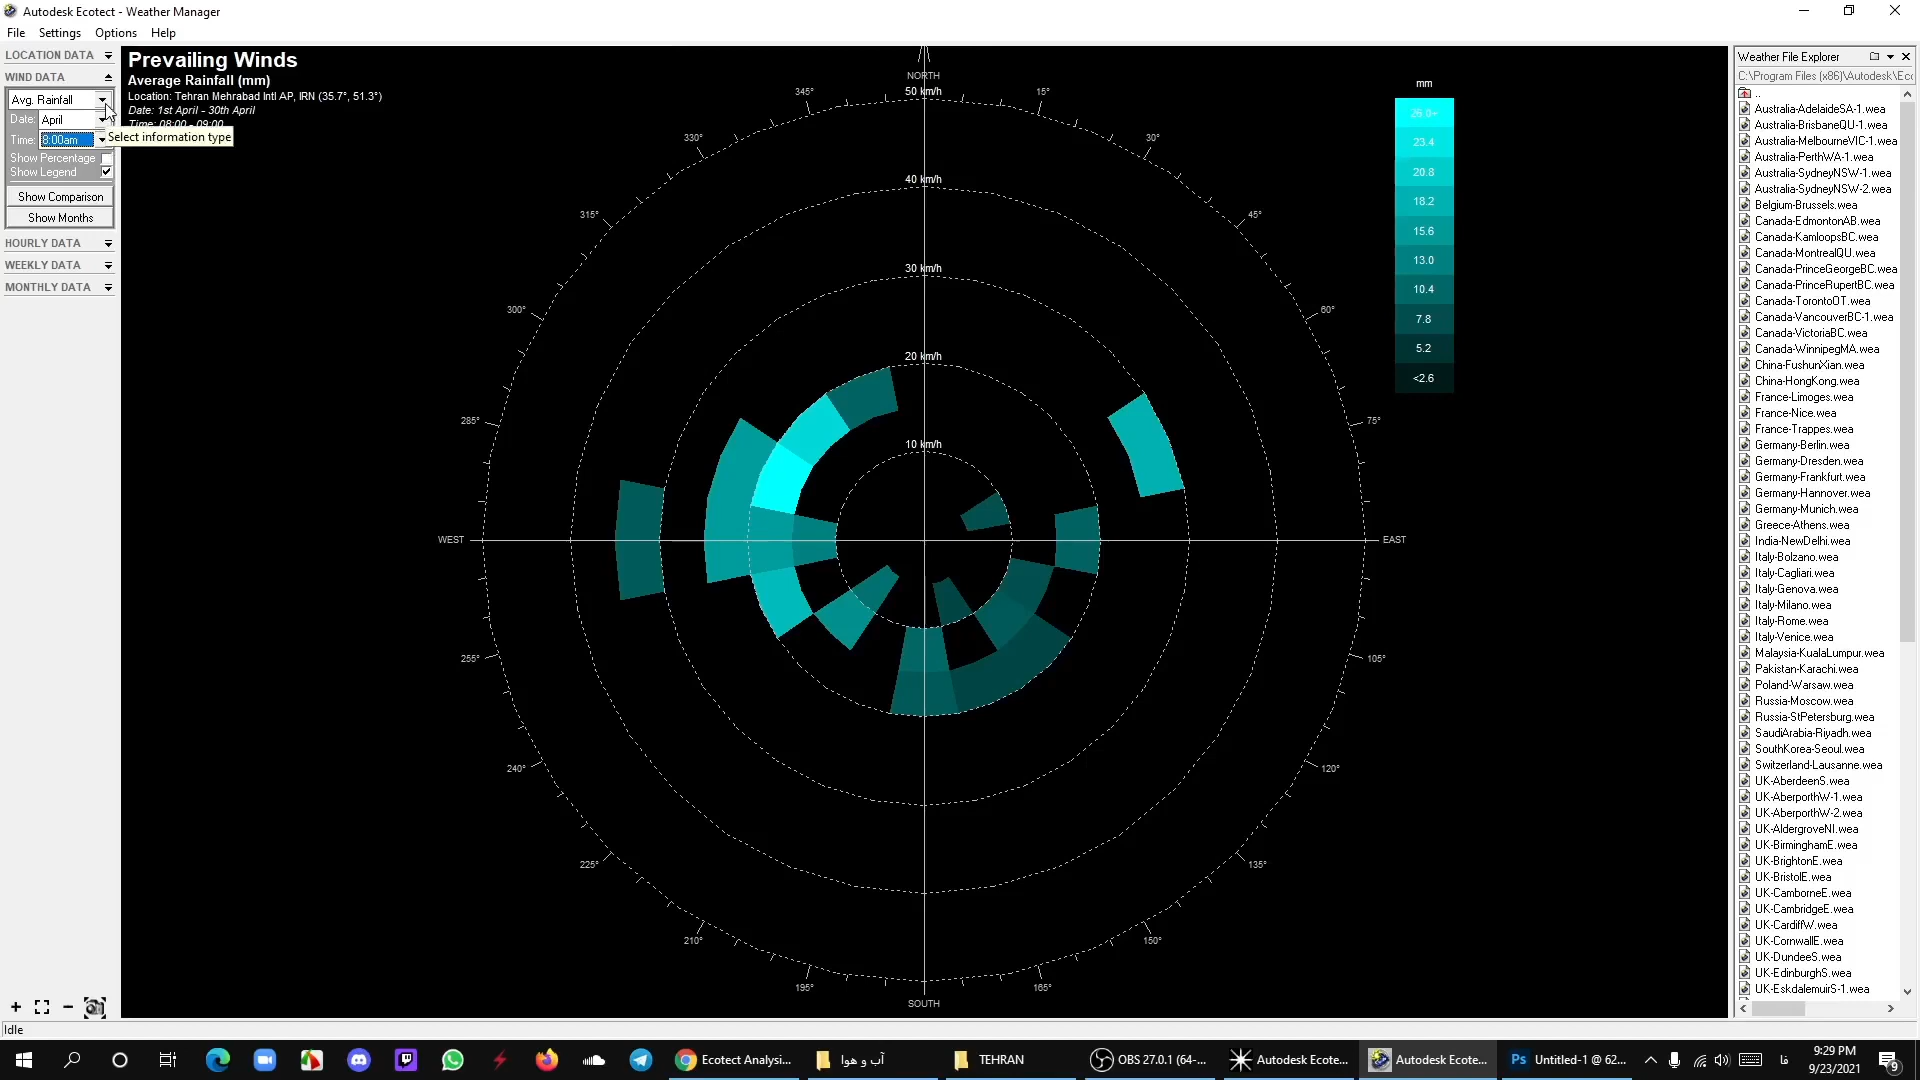 Autodesk Ecotect - Weather Manager
File Settings Options Help
LOCATION DATA
WIND DATA
Avg. Rainfall
Date: April
Time: 8:00am
Select information type
Show Percentage
Show Legend
Show Comparison
Show Months
HOURLY DATA
WEEKLY DATA
MONTHLY DATA
Prevailing Winds
Average Rainfall (mm)
Location: Tehran Mehrabad Intl AP, IRN (35.7°, 51.3°)
Date: 1st April - 30th April
Time: 08:00 - 09:00
NORTH
50 km/h
345°
15°
330°
30°
40 km/h
315°
45°
30 km/h
300°
60°
20 km/h
285°
75°
10 km/h
WEST
EAST
255°
105°
240°
120°
225°
135°
210°
150°
195°
165°
SOUTH
mm
26.0+
23.4
20.8
18.2
15.6
13.0
10.4
7.8
5.2
<2.6
Weather File Explorer
C:\Program Files (x86)\Autodesk\Ecc
..
Australia-AdelaideSA-1.wea
Australia-BrisbaneQU-1.wea
Australia-MelbourneVIC-1.wea
Australia-PerthWA-1.wea
Australia-SydneyNSW-1.wea
Australia-SydneyNSW-2.wea
Belgium-Brussels.wea
Canada-EdmontonAB.wea
Canada-KamloopsBC.wea
Canada-MontrealQU.wea
Canada-PrinceGeorgeBC.wea
Canada-PrinceRupertBC.wea
Canada-TorontoOT.wea
Canada-VancouverBC-1.wea
Canada-VictoriaBC.wea
Canada-WinnipegMA.wea
China-FushunXian.wea
China-HongKong.wea
France-Limoges.wea
France-Nice.wea
France-Trappes.wea
Germany-Berlin.wea
Germany-Dresden.wea
Germany-Frankfurt.wea
Germany-Hannover.wea
Germany-Munich.wea
Greece-Athens.wea
India-NewDelhi.wea
Italy-Bolzano.wea
Italy-Cagliari.wea
Italy-Genova.wea
Italy-Milano.wea
Italy-Rome.wea
Italy-Venice.wea
Malaysia-KualaLumpur.wea
Pakistan-Karachi.wea
Poland-Warsaw.wea
Russia-Moscow.wea
Russia-StPetersburg.wea
SaudiArabia-Riyadh.wea
SouthKorea-Seoul.wea
Switzerland-Lausanne.wea
UK-AberdeenS.wea
UK-AberporthW-1.wea
UK-AberporthW-2.wea
UK-AldergroveNI.wea
UK-BirminghamE.wea
UK-BrightonE.wea
UK-BristolE.wea
UK-CamborneE.wea
UK-CambridgeE.wea
UK-CardiffW.wea
UK-CornwallE.wea
UK-DundeeS.wea
UK-EdinburghS.wea
UK-EskdalemuirS-1.wea
Idle
Ecotect Analysi...
آب و هوا
TEHRAN
OBS 27.0.1 (64-...
Autodesk Ecote...
Autodesk Ecote...
Ps Untitled-1 @ 62...
فا
9:29 PM
9/23/2021
9